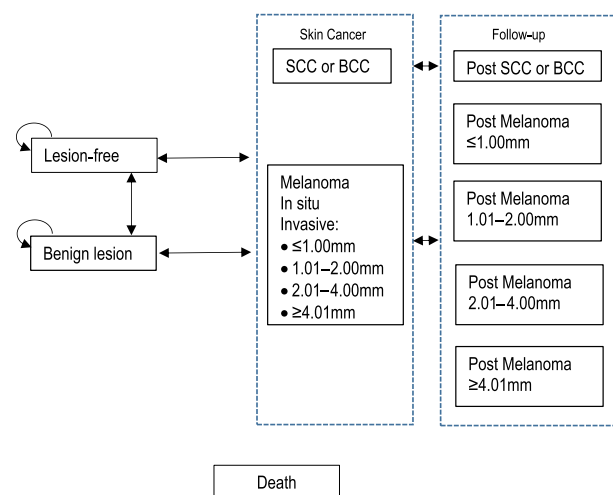 Skin Cancer
SCC or BCC
Follow-up
Post SCC or BCC
Lesion-free
Benign lesion
Melanoma
In situ
Invasive:
● ≤1.00mm
● 1.01–2.00mm
● 2.01–4.00mm
● ≥4.01mm
Post Melanoma
≤1.00mm
Post Melanoma
1.01–2.00mm
Post Melanoma
2.01–4.00mm
Post Melanoma
≥4.01mm
Death